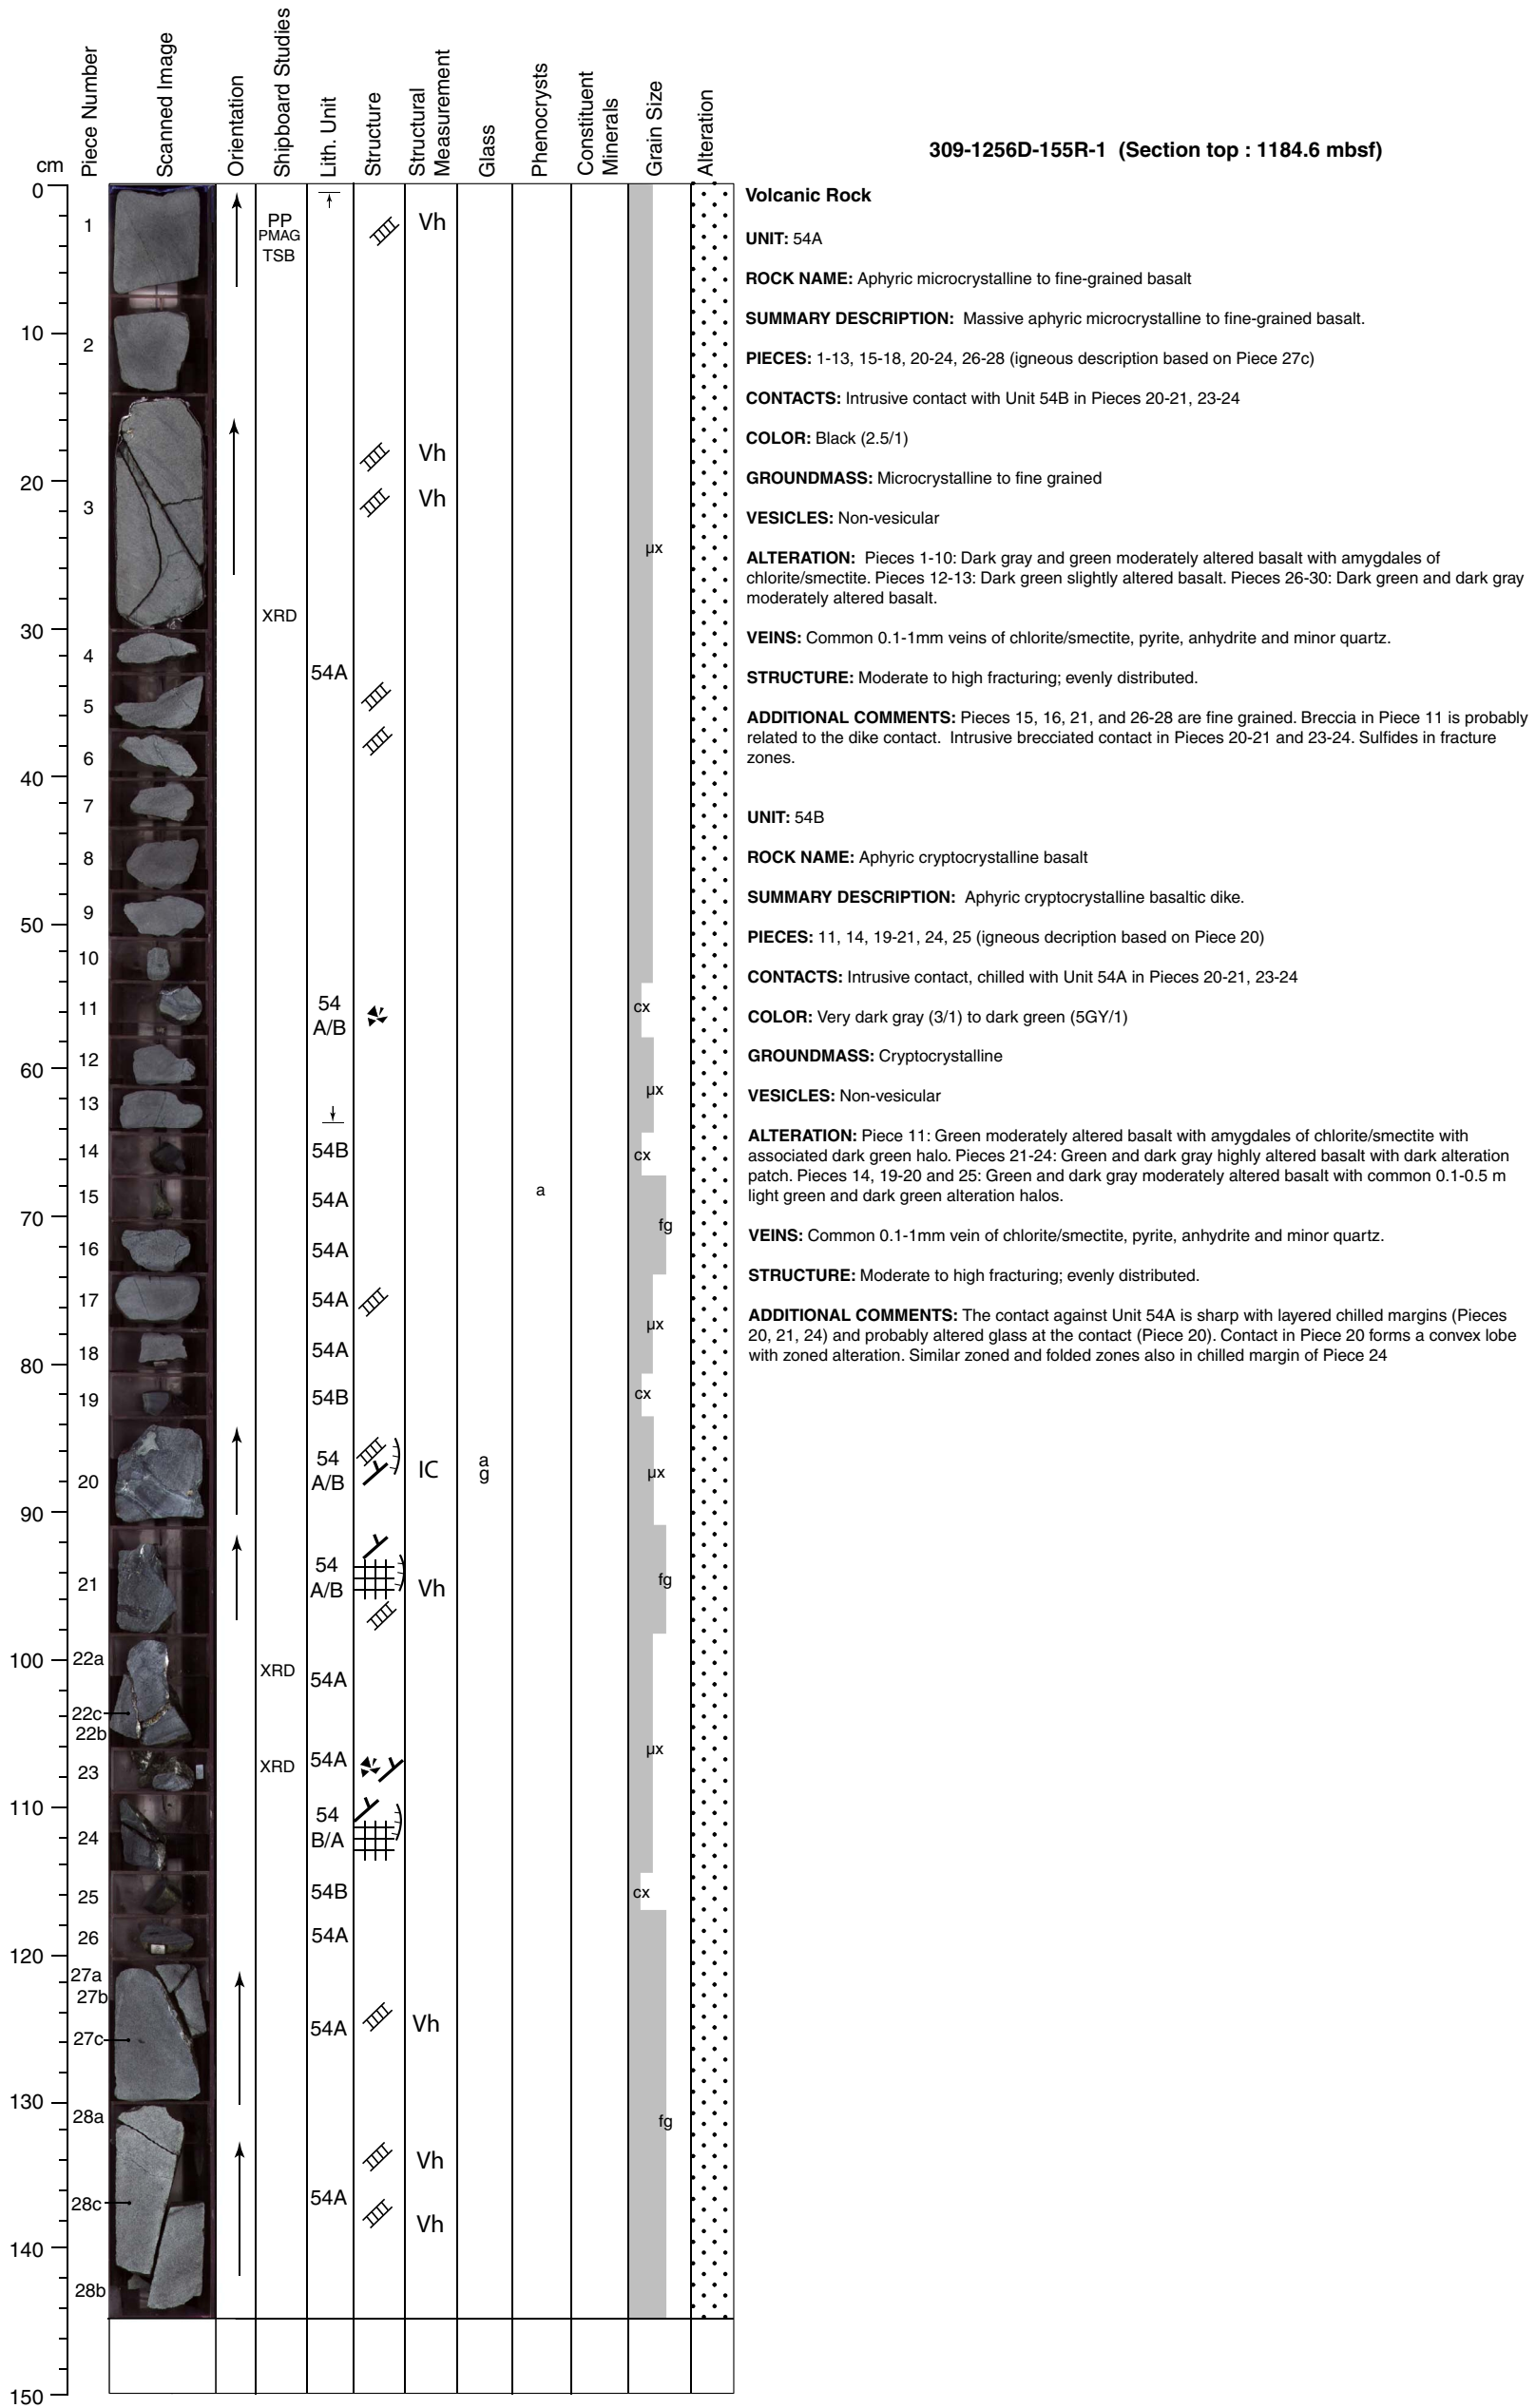 cm
Piece Number
Scanned Image
Orientation
Shipboard Studies
Lith. Unit
Structure
Structural
Measurement
Glass
Phenocrysts
Constituent
Minerals
Grain Size
Alteration
0
10
20
30
40
50
60
70
80
90
100
110
120
130
140
150
1
2
3
4
5
6
7
8
9
10
11
12
13
14
15
16
17
18
19
20
21
22a
22c
22b
23
24
25
26
27a
27b
27c
28a
28c
28b
PP
PMAG
TSB
XRD
XRD
XRD
54A
54
A/B
54B
54A
54A
54A
54A
54B
54
A/B
54
A/B
54A
54A
54
B/A
54B
54A
54A
54A
Vh
Vh
Vh
IC
Vh
Vh
Vh
Vh
a
g
a
µx
cx
µx
cx
fg
µx
cx
µx
fg
µx
cx
fg
309-1256D-155R-1 (Section top : 1184.6 mbsf)
Volcanic Rock
UNIT: 54A
ROCK NAME: Aphyric microcrystalline to fine-grained basalt
SUMMARY DESCRIPTION: Massive aphyric microcrystalline to fine-grained basalt.
PIECES: 1-13, 15-18, 20-24, 26-28 (igneous description based on Piece 27c)
CONTACTS: Intrusive contact with Unit 54B in Pieces 20-21, 23-24
COLOR: Black (2.5/1)
GROUNDMASS: Microcrystalline to fine grained
VESICLES: Non-vesicular
ALTERATION: Pieces 1-10: Dark gray and green moderately altered basalt with amygdales of
chlorite/smectite. Pieces 12-13: Dark green slightly altered basalt. Pieces 26-30: Dark green and dark gray
moderately altered basalt.
VEINS: Common 0.1-1mm veins of chlorite/smectite, pyrite, anhydrite and minor quartz.
STRUCTURE: Moderate to high fracturing; evenly distributed.
ADDITIONAL COMMENTS: Pieces 15, 16, 21, and 26-28 are fine grained. Breccia in Piece 11 is probably
related to the dike contact. Intrusive brecciated contact in Pieces 20-21 and 23-24. Sulfides in fracture
zones.
UNIT: 54B
ROCK NAME: Aphyric cryptocrystalline basalt
SUMMARY DESCRIPTION: Aphyric cryptocrystalline basaltic dike.
PIECES: 11, 14, 19-21, 24, 25 (igneous decription based on Piece 20)
CONTACTS: Intrusive contact, chilled with Unit 54A in Pieces 20-21, 23-24
COLOR: Very dark gray (3/1) to dark green (5GY/1)
GROUNDMASS: Cryptocrystalline
VESICLES: Non-vesicular
ALTERATION: Piece 11: Green moderately altered basalt with amygdales of chlorite/smectite with
associated dark green halo. Pieces 21-24: Green and dark gray highly altered basalt with dark alteration
patch. Pieces 14, 19-20 and 25: Green and dark gray moderately altered basalt with common 0.1-0.5 m
light green and dark green alteration halos.
VEINS: Common 0.1-1mm vein of chlorite/smectite, pyrite, anhydrite and minor quartz.
STRUCTURE: Moderate to high fracturing; evenly distributed.
ADDITIONAL COMMENTS: The contact against Unit 54A is sharp with layered chilled margins (Pieces
20, 21, 24) and probably altered glass at the contact (Piece 20). Contact in Piece 20 forms a convex lobe
with zoned alteration. Similar zoned and folded zones also in chilled margin of Piece 24